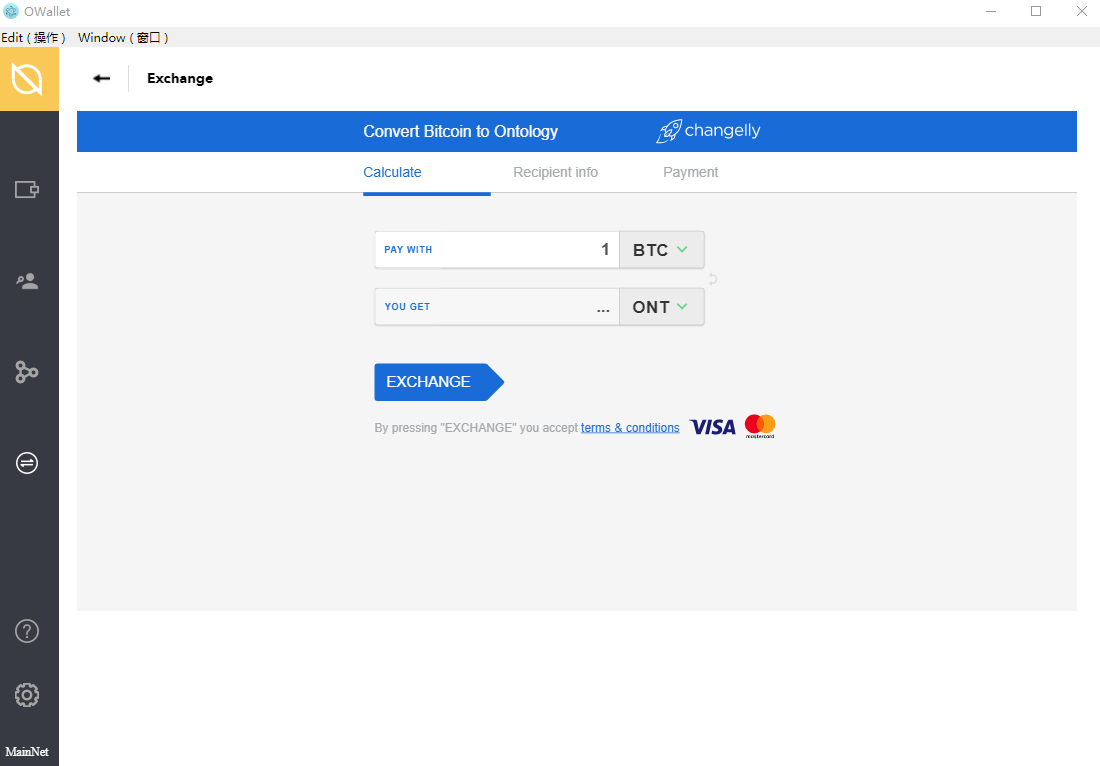 OWallet
Edit ( 操作 ) Window ( 窗口 )
Exchange
Convert Bitcoin to Ontology changelly
Calculate Recipient info Payment
PAY WITH 1 BTC
YOU GET ... ONT
EXCHANGE
By pressing "EXCHANGE" you accept terms & conditions VISA mastercard
?
MainNet